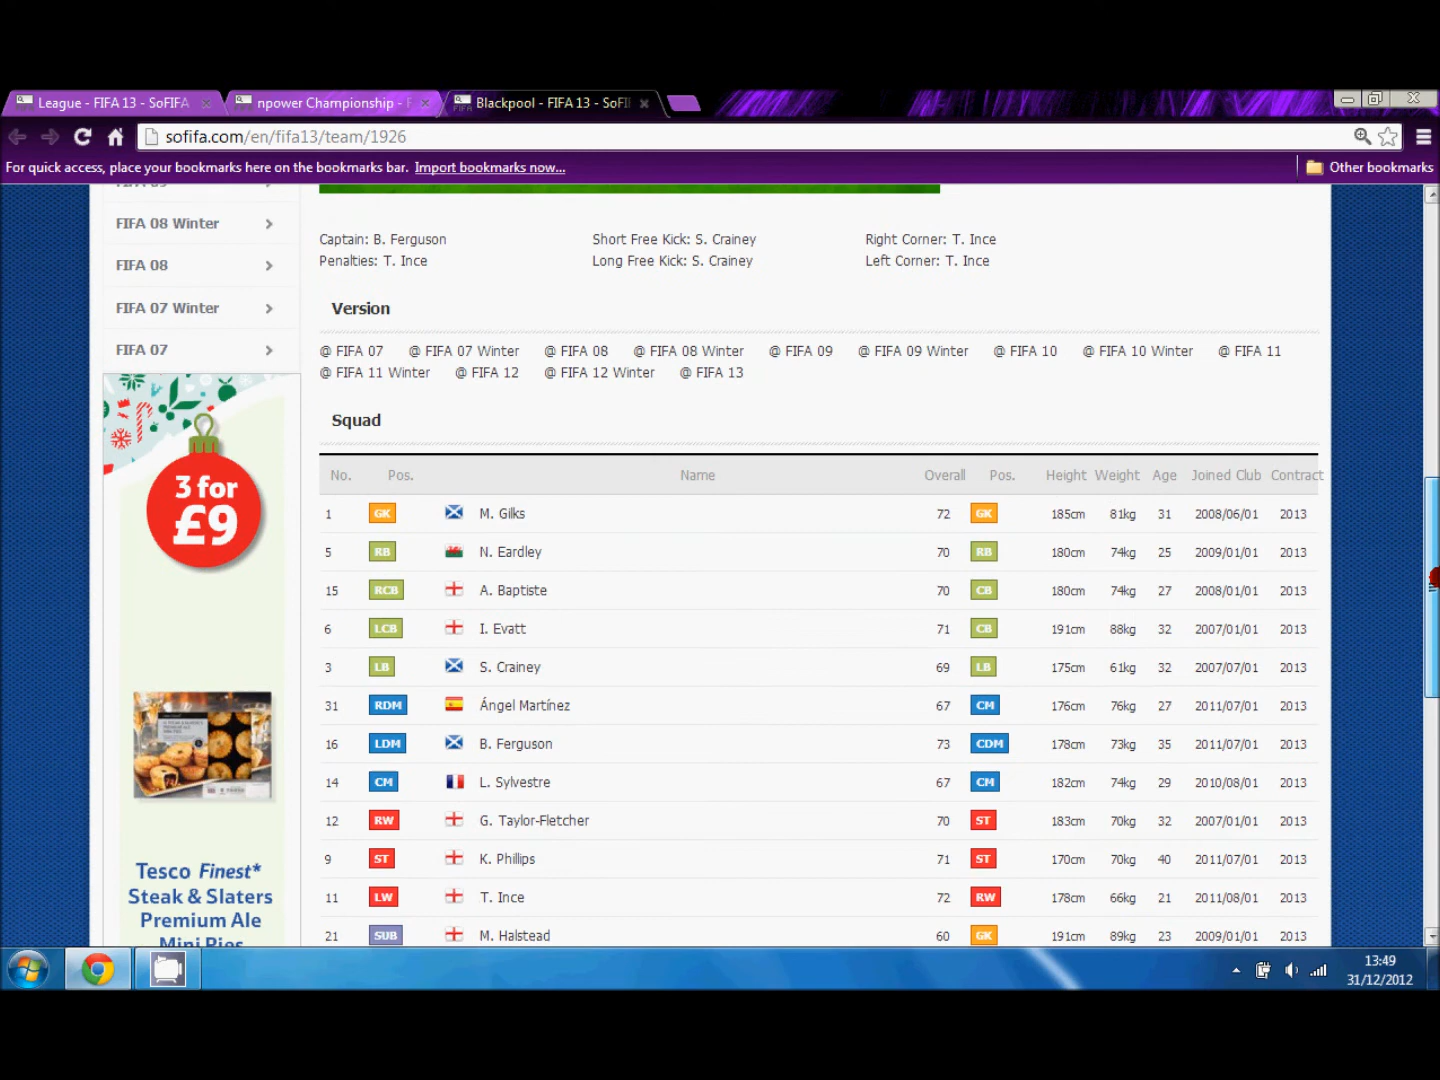 League - FIFA 13 - SoFIFA
npower Championship - F
Blackpool - FIFA 13 - SoFI
sofifa.com/en/fifa13/team/1926
For quick access, place your bookmarks here on the bookmarks bar. Import bookmarks now...
Other bookmarks
FIFA 08 Winter
FIFA 08
FIFA 07 Winter
FIFA 07
3 for
£9
Tesco Finest*
Steak & Slaters
Premium Ale
Mini Pies
Captain: B. Ferguson Short Free Kick: S. Crainey Right Corner: T. Ince
Penalties: T. Ince Long Free Kick: S. Crainey Left Corner: T. Ince
Version
@ FIFA 07 @ FIFA 07 Winter @ FIFA 08 @ FIFA 08 Winter @ FIFA 09 @ FIFA 09 Winter @ FIFA 10 @ FIFA 10 Winter @ FIFA 11
@ FIFA 11 Winter @ FIFA 12 @ FIFA 12 Winter @ FIFA 13
Squad
No. Pos. Name Overall Pos. Height Weight Age Joined Club Contract
1 GK M. Gilks 72 GK 185cm 81kg 31 2008/06/01 2013
5 RB N. Eardley 70 RB 180cm 74kg 25 2009/01/01 2013
15 RCB A. Baptiste 70 CB 180cm 74kg 27 2008/01/01 2013
6 LCB I. Evatt 71 CB 191cm 88kg 32 2007/01/01 2013
3 LB S. Crainey 69 LB 175cm 61kg 32 2007/07/01 2013
31 RDM Ángel Martínez 67 CM 176cm 76kg 27 2011/07/01 2013
16 LDM B. Ferguson 73 CDM 178cm 73kg 35 2011/07/01 2013
14 CM L. Sylvestre 67 CM 182cm 74kg 29 2010/08/01 2013
12 RW G. Taylor-Fletcher 70 ST 183cm 70kg 32 2007/01/01 2013
9 ST K. Phillips 71 ST 170cm 70kg 40 2011/07/01 2013
11 LW T. Ince 72 RW 178cm 66kg 21 2011/08/01 2013
21 SUB M. Halstead 60 GK 191cm 89kg 23 2009/01/01 2013
13:49
31/12/2012